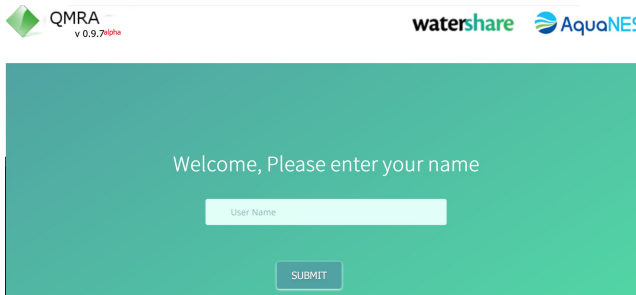 QMRA
v 0.9.7alpha
watershare AquaNES
Welcome, Please enter your name
User Name
SUBMIT